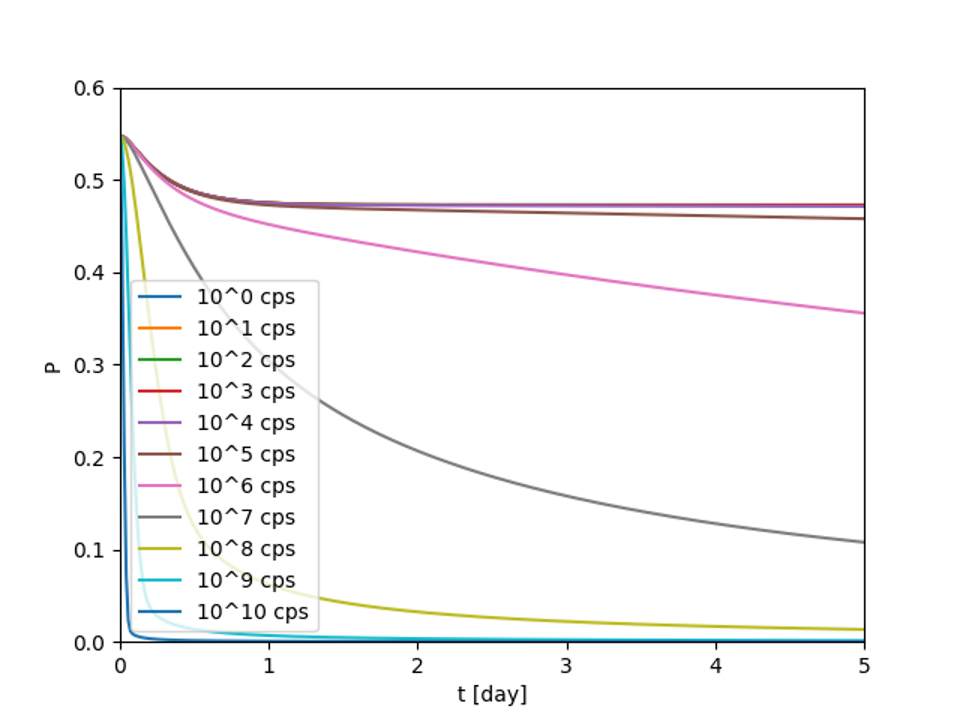 0.6
0.5
0.4
0.3
0.2
0.1
0.0
P
10^0 cps
10^1 cps
10^2 cps
10^3 cps
10^4 cps
10^5 cps
10^6 cps
10^7 cps
10^8 cps
10^9 cps
10^10 cps
0 1 2 3 4 5
t [day]